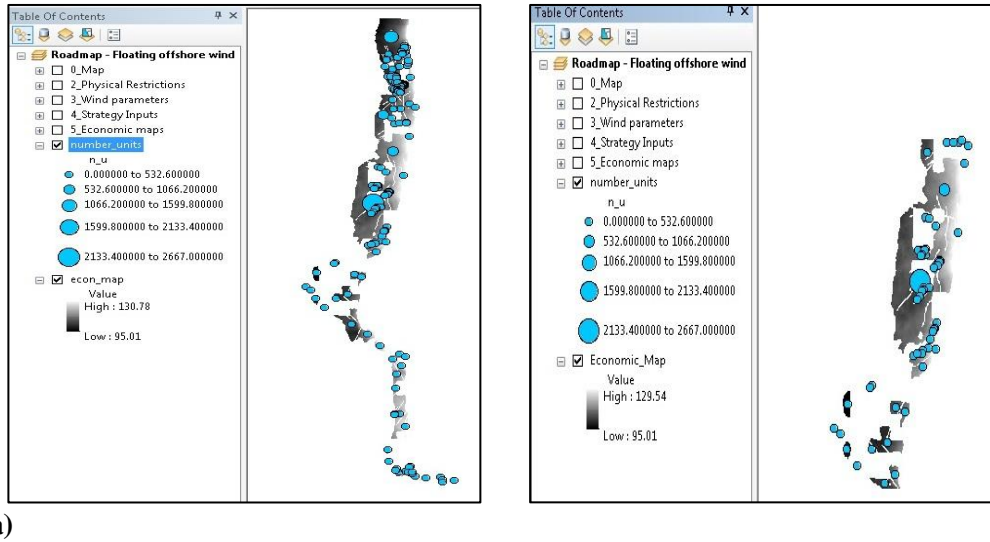 Table Of Contents
Roadmap - Floating offshore wind
0_Map
2_Physical Restrictions
3_Wind parameters
4_Strategy Inputs
5_Economic maps
number_units
n_u
0.000000 to 532.600000
532.600000 to 1066.200000
1066.200000 to 1599.800000
1599.800000 to 2133.400000
2133.400000 to 2667.000000
econ_map
Value
High : 130.78
Low : 95.01
Table Of Contents
Roadmap - Floating offshore wind
0_Map
2_Physical Restrictions
3_Wind parameters
4_Strategy Inputs
5_Economic maps
number_units
n_u
0.000000 to 532.600000
532.600000 to 1066.200000
1066.200000 to 1599.800000
1599.800000 to 2133.400000
2133.400000 to 2667.000000
Economic_Map
Value
High : 129.54
Low : 95.01
a)